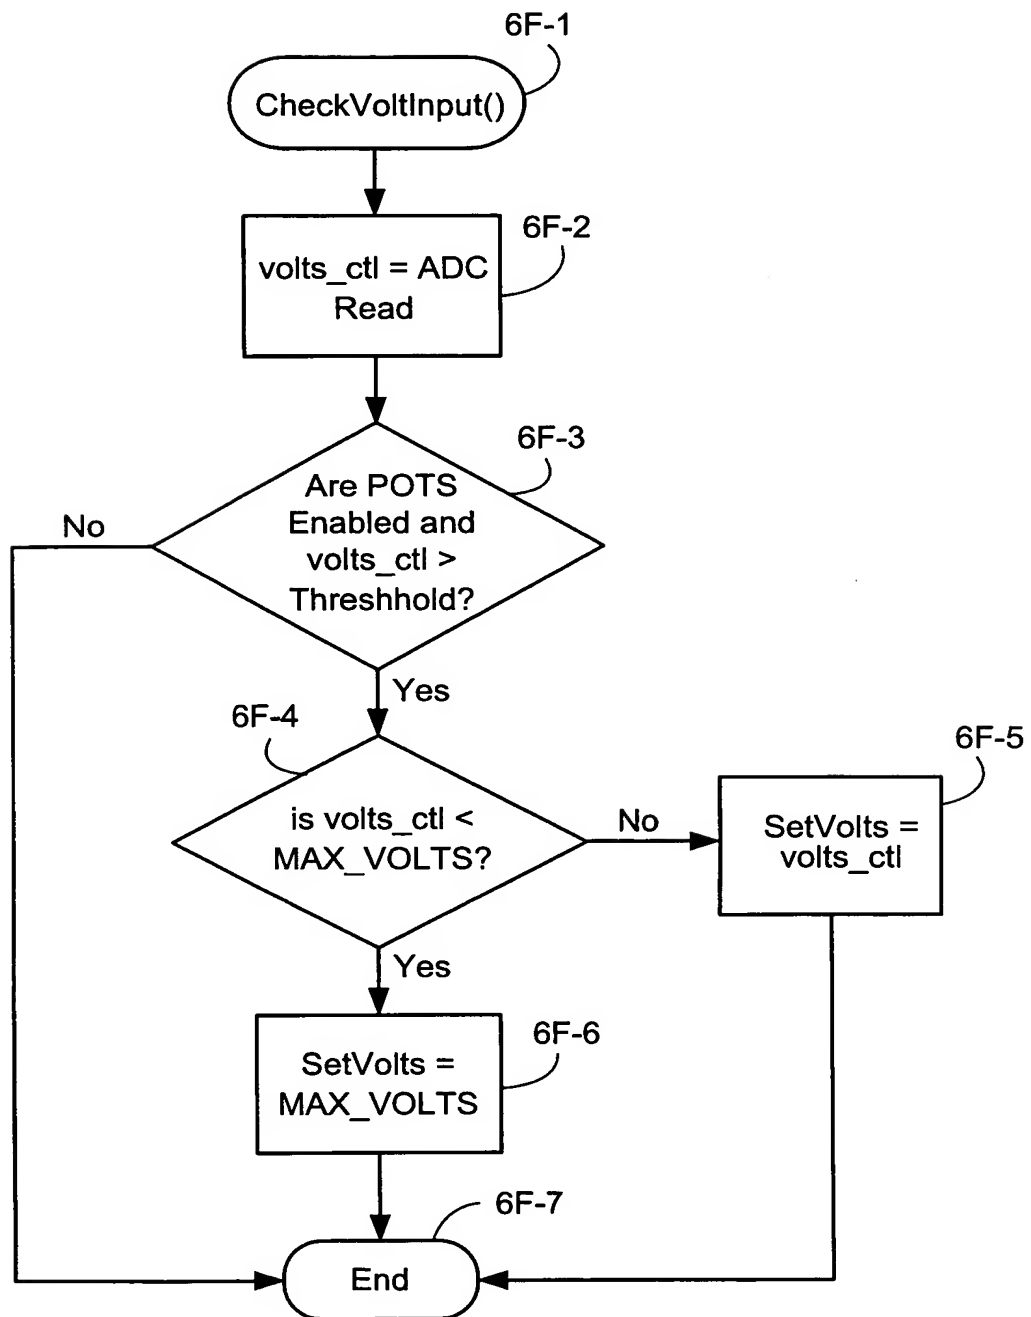 6F-1
CheckVoltInput()
6F-2
volts_ctl = ADC
Read
6F-3
Are POTS
Enabled and
volts_ctl >
Threshhold?
No
Yes
6F-4
is volts_ctl <
MAX_VOLTS?
No
6F-5
SetVolts =
volts_ctl
Yes
6F-6
SetVolts =
MAX_VOLTS
6F-7
End